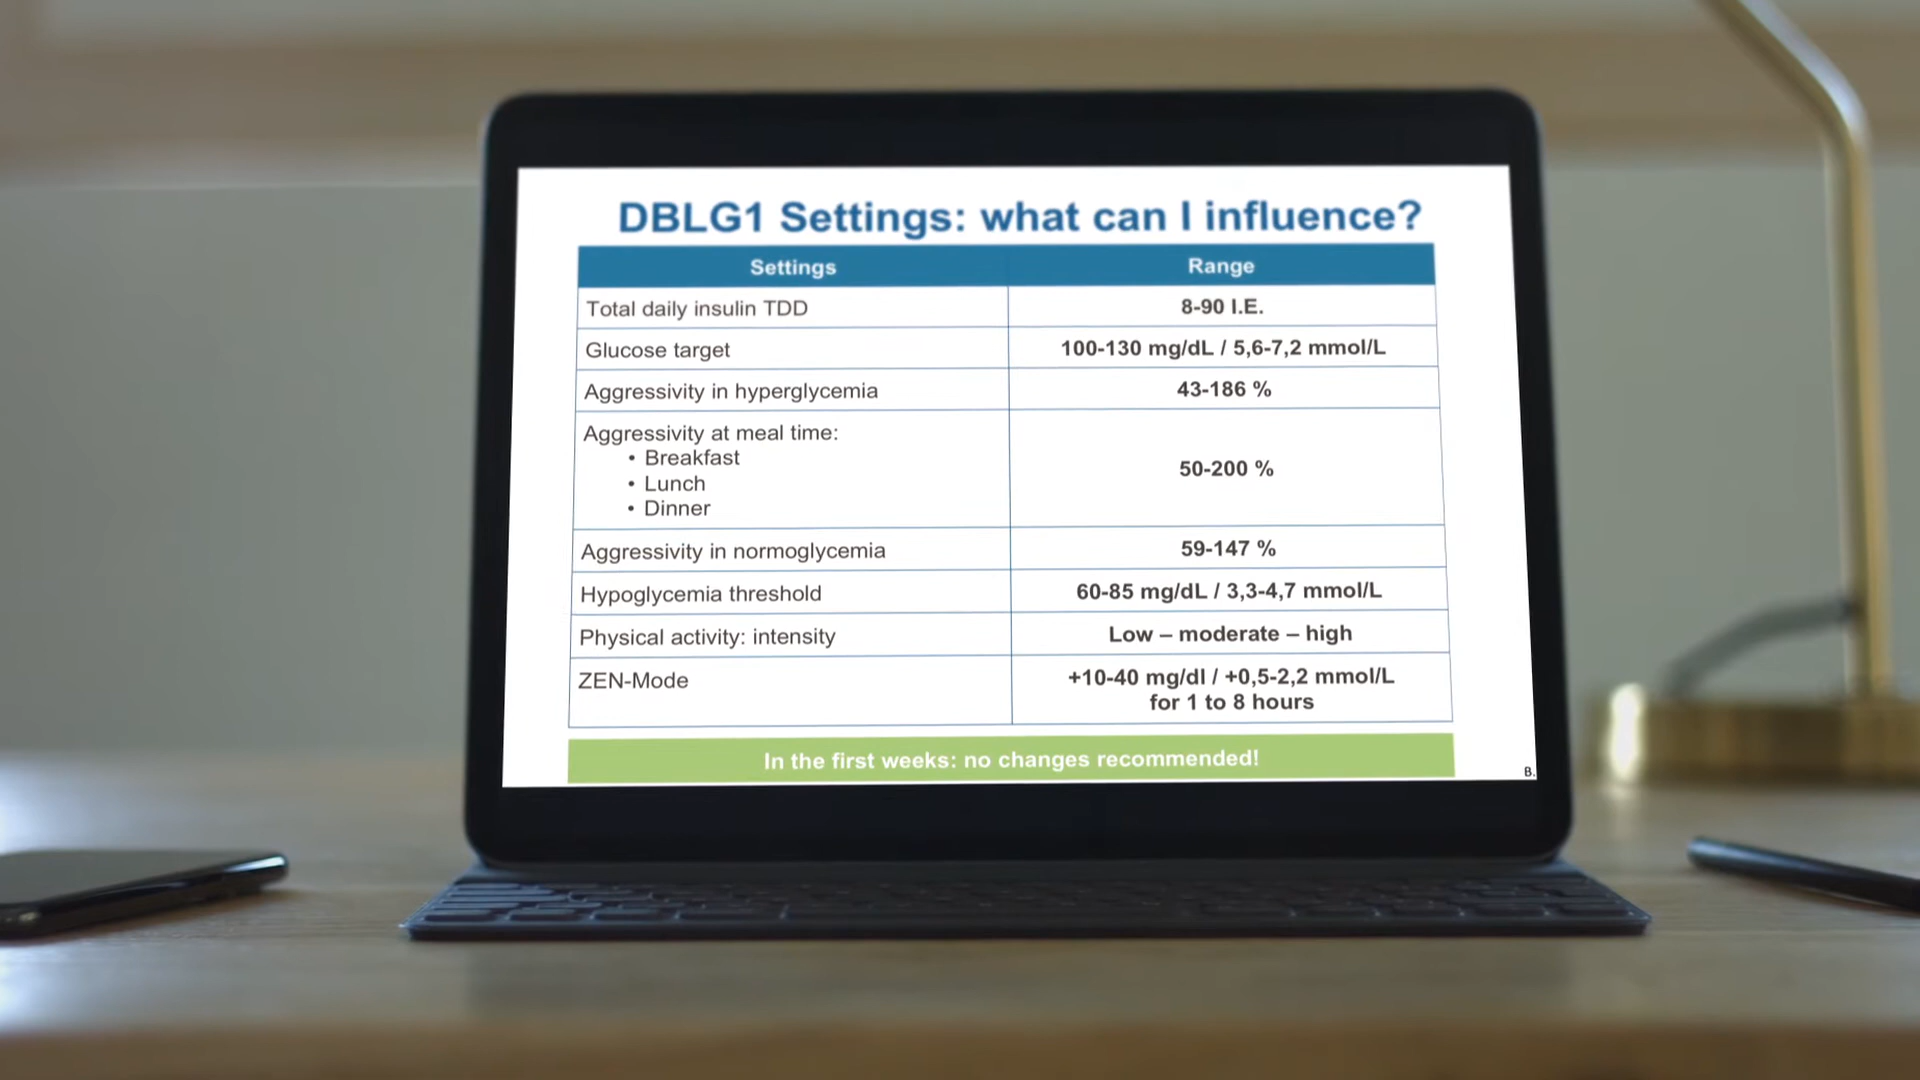 DBLG1 Settings: what can I influence?
Settings Range
Total daily insulin TDD 8-90 I.E.
Glucose target 100-130 mg/dL / 5,6-7,2 mmol/L
Aggressivity in hyperglycemia 43-186 %
Aggressivity at meal time:
• Breakfast
• Lunch
• Dinner
50-200 %
Aggressivity in normoglycemia 59-147 %
Hypoglycemia threshold 60-85 mg/dL / 3,3-4,7 mmol/L
Physical activity: intensity Low – moderate – high
ZEN-Mode +10-40 mg/dl / +0,5-2,2 mmol/L
for 1 to 8 hours
In the first weeks: no changes recommended!
B.